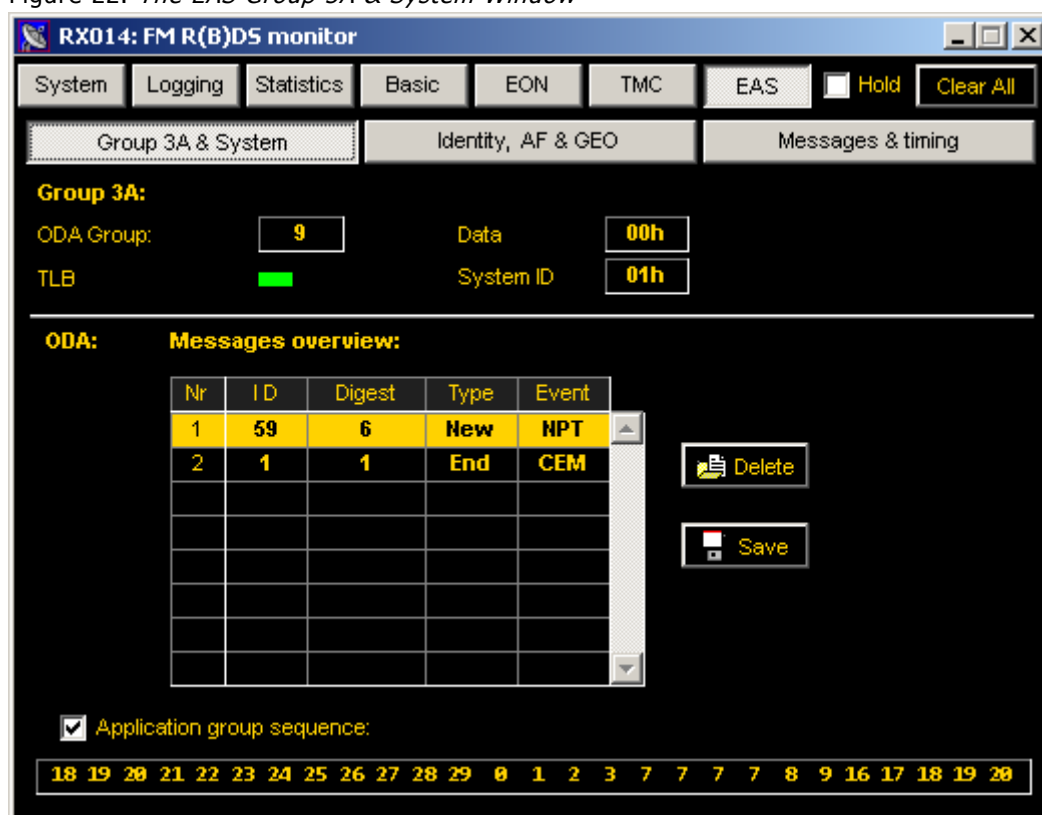 Figure 22: The EAS Group 3A & System Window
RX014: FM R(B)DS monitor
System Logging Statistics Basic EON TMC EAS Hold Clear All
Group 3A & System Identity, AF & GEO Messages & timing
Group 3A:
ODA Group: 9 Data 00h
TLB System ID 01h
ODA: Messages overview:
Nr ID Digest Type Event
1 59 6 New NPT
2 1 1 End CEM
Delete
Save
Application group sequence:
18 19 20 21 22 23 24 25 26 27 28 29 0 1 2 3 7 7 7 7 8 9 16 17 18 19 20